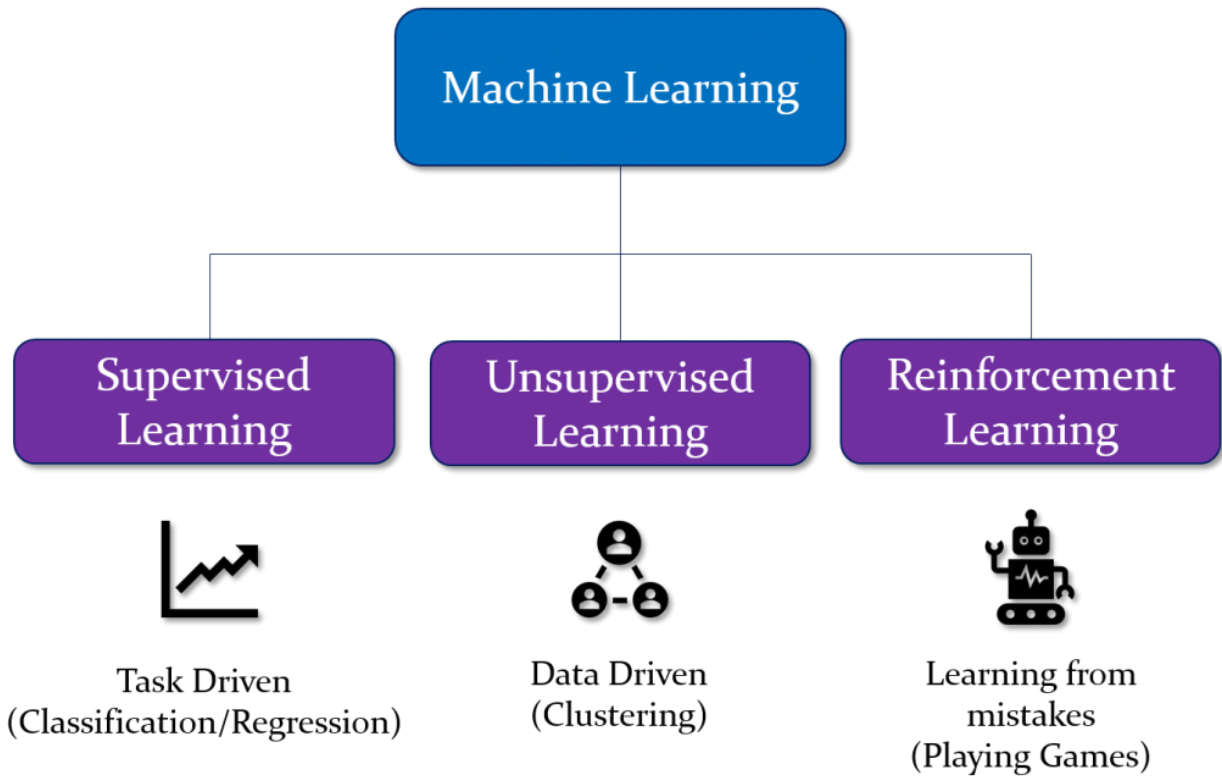 Machine Learning
Supervised
Learning
Unsupervised
Learning
Reinforcement
Learning
Task Driven
(Classification/Regression)
Data Driven
(Clustering)
Learning from
mistakes
(Playing Games)